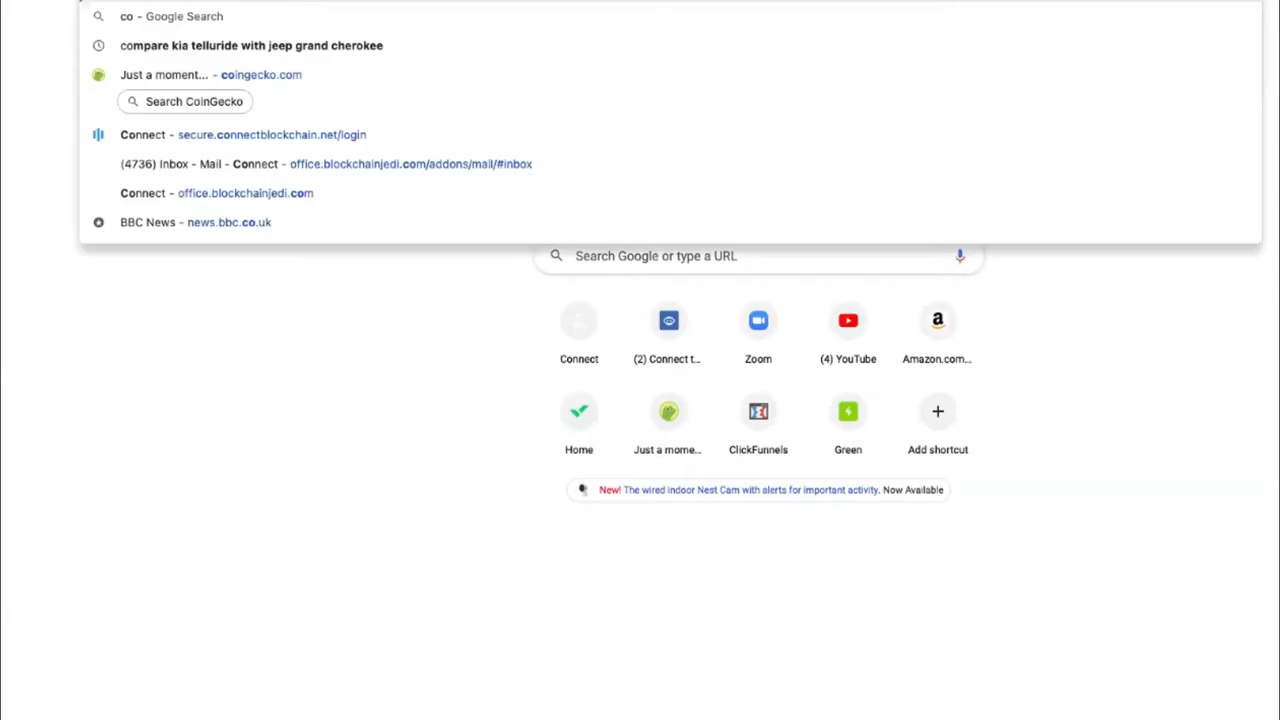 co - Google Search
compare kia telluride with jeep grand cherokee
Just a moment... - coingecko.com
Search CoinGecko
Connect - secure.connectblockchain.net/login
(4736) Inbox - Mail - Connect - office.blockchainjedi.com/addons/mail/#inbox
Connect - office.blockchainjedi.com
BBC News - news.bbc.co.uk
Search Google or type a URL
Connect
(2) Connect t...
Zoom
(4) YouTube
Amazon.com...
Home
Just a mome...
ClickFunnels
Green
Add shortcut
New! The wired indoor Nest Cam with alerts for important activity. Now Available